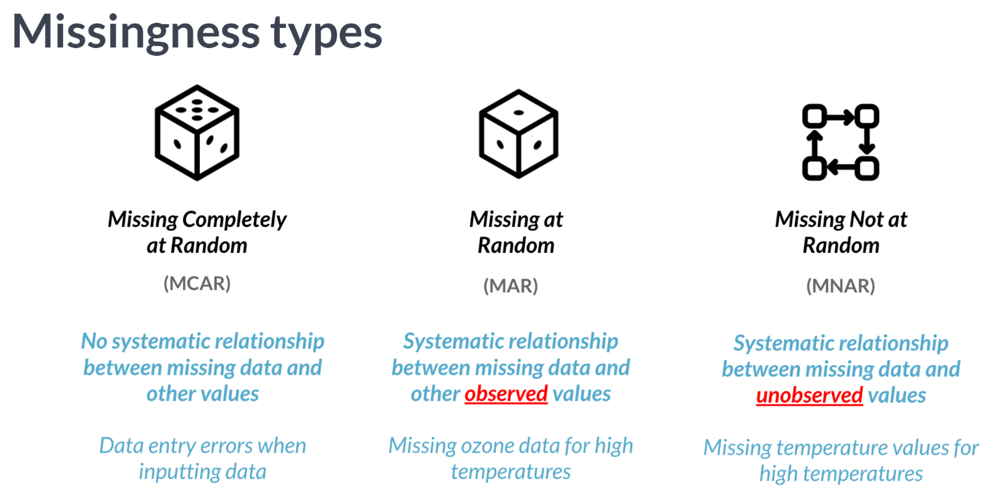 Missingness types
Missing Completely
at Random
(MCAR)
No systematic relationship
between missing data and
other values
Data entry errors when
inputting data
Missing at
Random
(MAR)
Systematic relationship
between missing data and
other observed values
Missing ozone data for high
temperatures
Missing Not at
Random
(MNAR)
Systematic relationship
between missing data and
unobserved values
Missing temperature values for
high temperatures